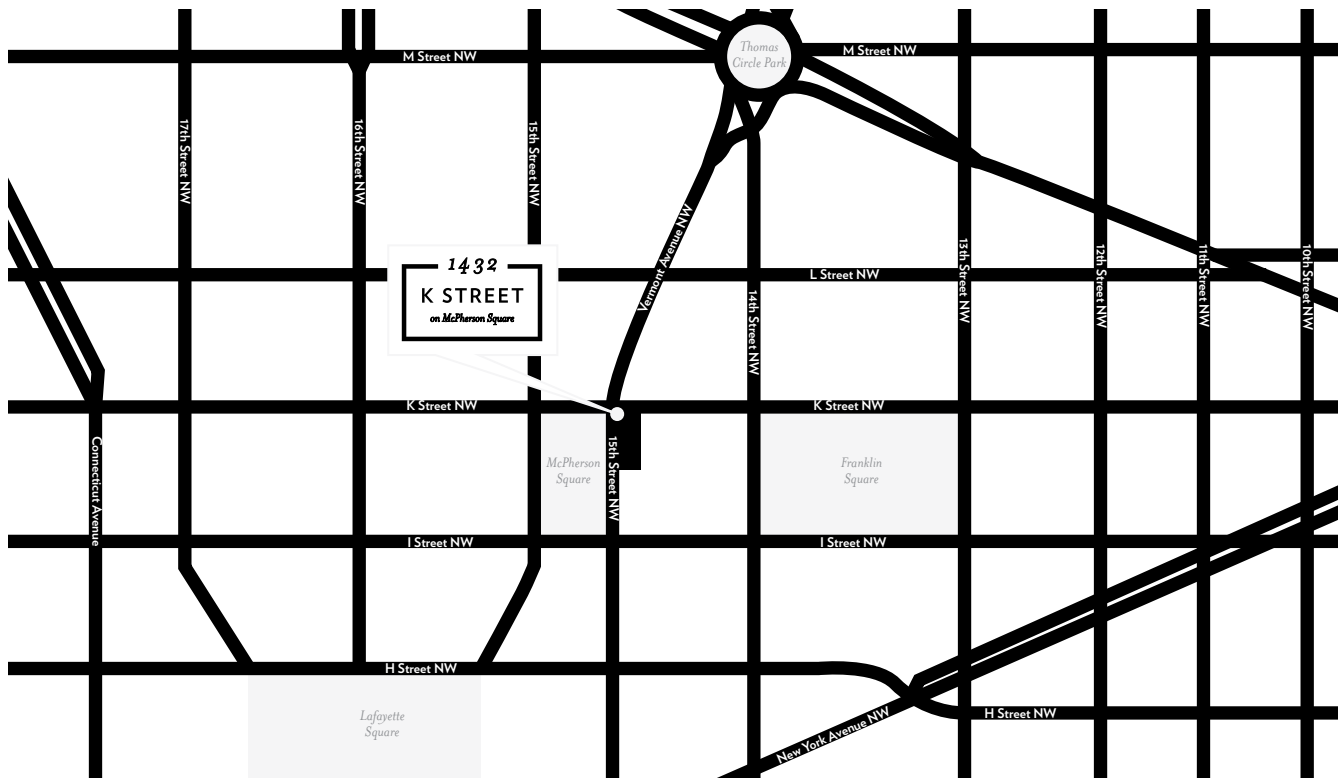 Thomas
Circle Park
M Street NW
M Street NW
17th Street NW
16th Street NW
15th Street NW
Vermont Avenue NW
1432
K STREET
on McPherson Square
L Street NW
14th Street NW
13th Street NW
12th Street NW
11th Street NW
10th Street NW
K Street NW
K Street NW
Connecticut Avenue
McPherson
Square
15th Street NW
Franklin
Square
I Street NW
I Street NW
H Street NW
Lafayette
Square
New York Avenue NW
H Street NW